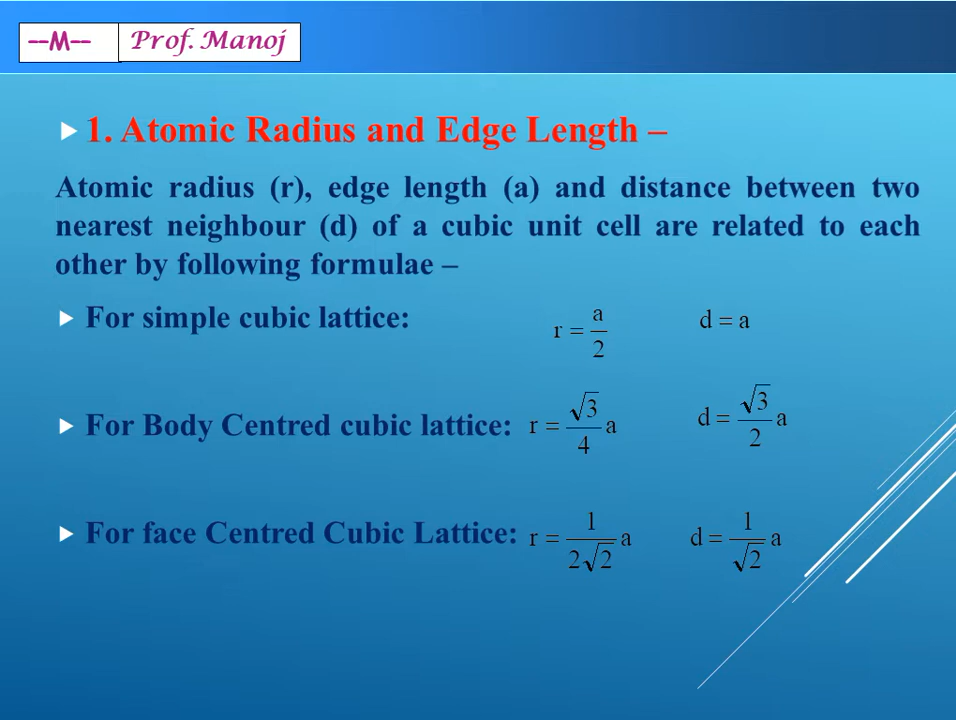 --M-- Prof. Manoj
1. Atomic Radius and Edge Length –
Atomic radius (r), edge length (a) and distance between two
nearest neighbour (d) of a cubic unit cell are related to each
other by following formulae –
For simple cubic lattice: r = a/2 d = a
For Body Centred cubic lattice: r = √3/4 a d = √3/2 a
For face Centred Cubic Lattice: r = 1/2√2 a d = 1/√2 a